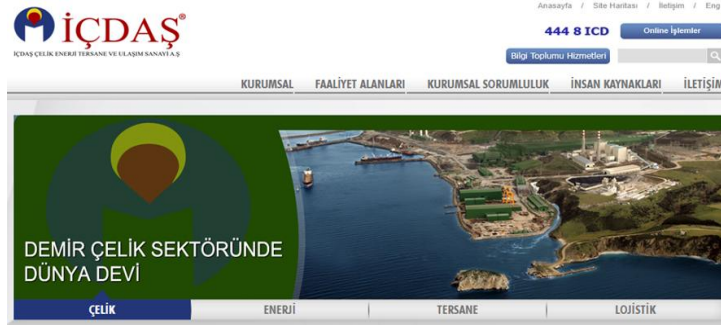 Anasayfa / Site Haritası / İletişim / Eng
İÇDAŞ®
444 8 ICD
Online İşlemler
İÇDAŞ ÇELİK ENERJİ TERSANE VE ULAŞIM SANAYİ A.Ş
Bilgi Toplumu Hizmetleri
KURUMSAL FAALİYET ALANLARI KURUMSAL SORUMLULUK İNSAN KAYNAKLARI İLETİŞİM
DEMİR ÇELİK SEKTÖRÜNDE
DÜNYA DEVİ
ÇELİK ENERJİ TERSANE LOJİSTİK